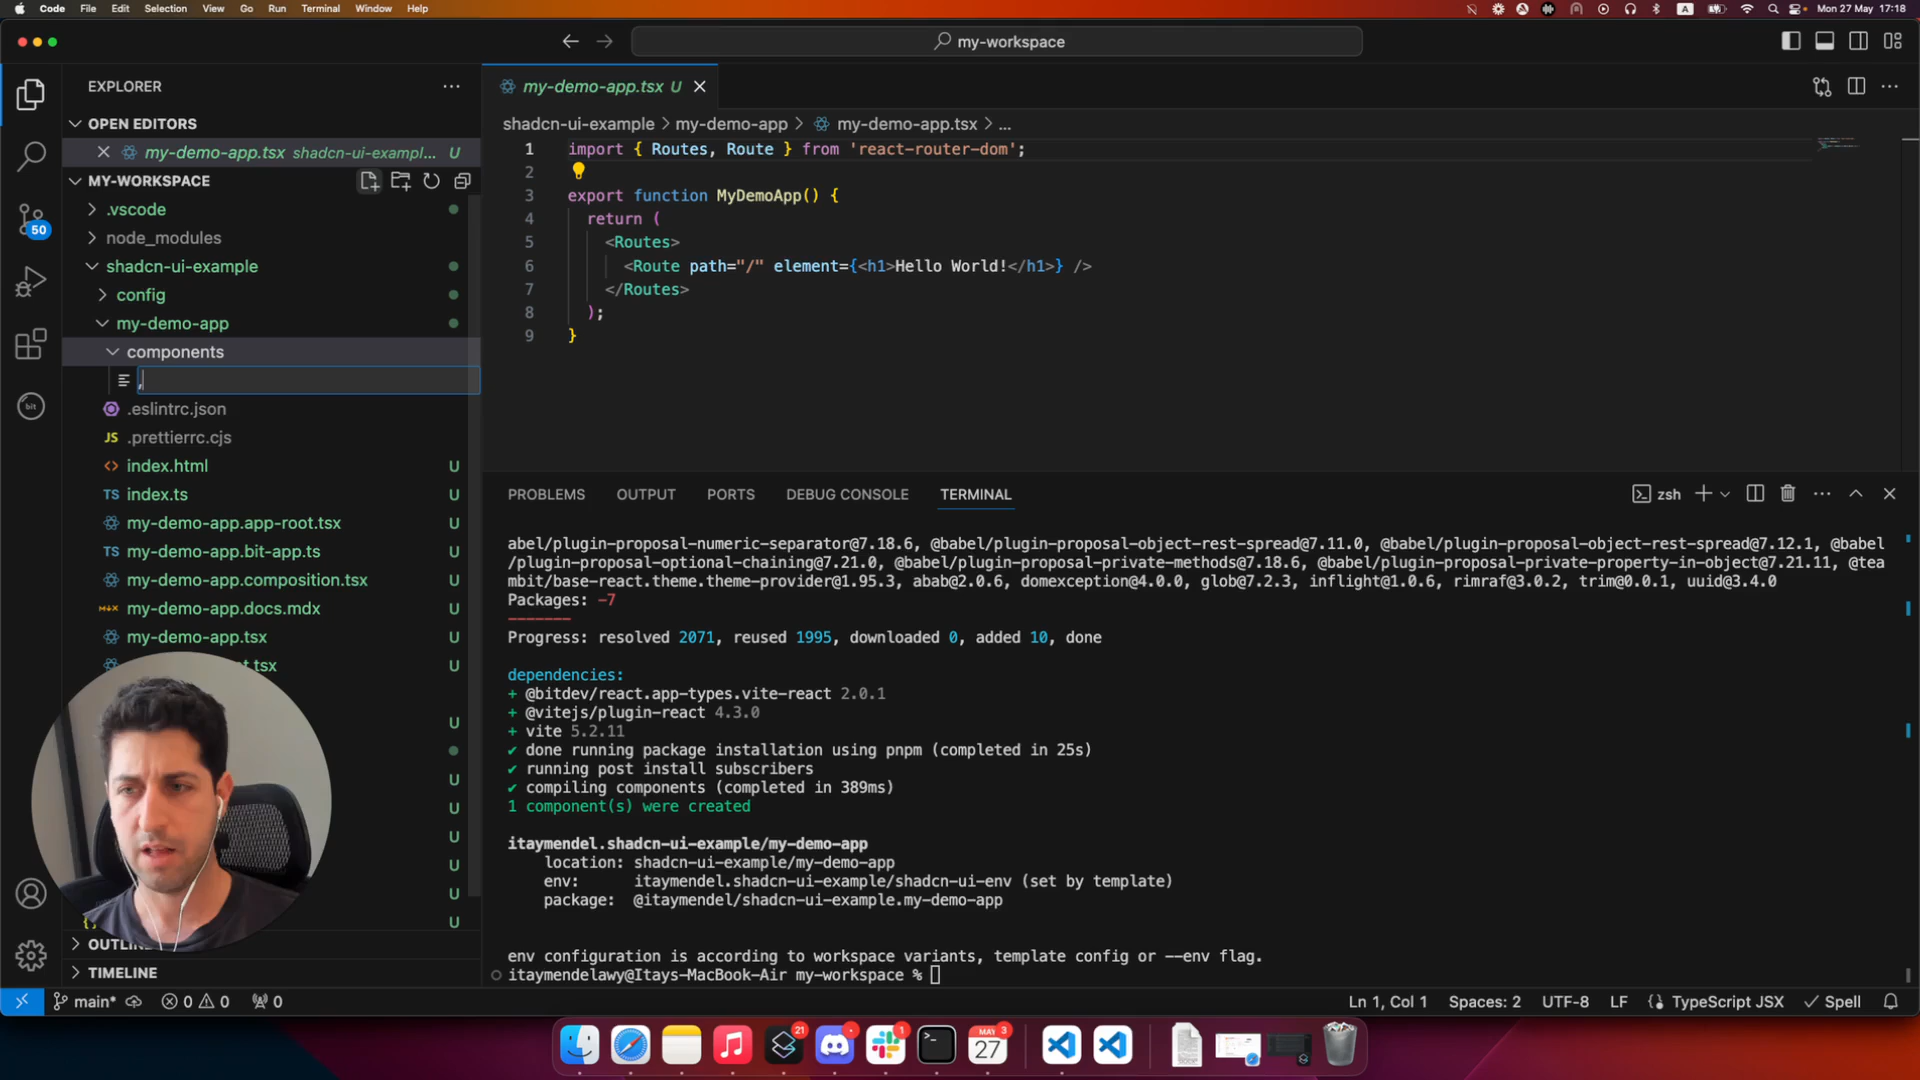 Code File Edit Selection View Go Run Terminal Window Help
A
Mon 27 May 17:18
my-workspace
EXPLORER
OPEN EDITORS
my-demo-app.tsx shadcn-ui-exampl... U
MY-WORKSPACE
.vscode
node_modules
shadcn-ui-example
config
my-demo-app
components
,
.eslintrc.json
JS .prettierrc.cjs
index.html U
TS index.ts U
my-demo-app.app-root.tsx U
my-demo-app.bit-app.ts U
my-demo-app.composition.tsx U
my-demo-app.docs.mdx U
my-demo-app.tsx U
t.tsx U
U
U
U
U
U
U
U
OUTLIN
TIMELINE
50
bit
my-demo-app.tsx U
shadcn-ui-example > my-demo-app > my-demo-app.tsx > ...
1 import { Routes, Route } from 'react-router-dom';
2
3 export function MyDemoApp() {
4 return (
5 <Routes>
6 <Route path="/" element={<h1>Hello World!</h1>} />
7 </Routes>
8 );
9 }
PROBLEMS OUTPUT PORTS DEBUG CONSOLE TERMINAL
zsh
abel/plugin-proposal-numeric-separator@7.18.6, @babel/plugin-proposal-object-rest-spread@7.11.0, @babel/plugin-proposal-object-rest-spread@7.12.1, @babel
/plugin-proposal-optional-chaining@7.21.0, @babel/plugin-proposal-private-methods@7.18.6, @babel/plugin-proposal-private-property-in-object@7.21.11, @tea
mbit/base-react.theme.theme-provider@1.95.3, abab@2.0.6, domexception@4.0.0, glob@7.2.3, inflight@1.0.6, rimraf@3.0.2, trim@0.0.1, uuid@3.4.0
Packages: -7
-------
Progress: resolved 2071, reused 1995, downloaded 0, added 10, done
dependencies:
+ @bitdev/react.app-types.vite-react 2.0.1
+ @vitejs/plugin-react 4.3.0
+ vite 5.2.11
✔ done running package installation using pnpm (completed in 25s)
✔ running post install subscribers
✔ compiling components (completed in 389ms)
1 component(s) were created
itaymendel.shadcn-ui-example/my-demo-app
location: shadcn-ui-example/my-demo-app
env: itaymendel.shadcn-ui-example/shadcn-ui-env (set by template)
package: @itaymendel/shadcn-ui-example.my-demo-app
env configuration is according to workspace variants, template config or --env flag.
itaymendelawy@Itays-MacBook-Air my-workspace %
main* 0 0 0
Ln 1, Col 1 Spaces: 2 UTF-8 LF TypeScript JSX Spell
21
1
MAY 3
27